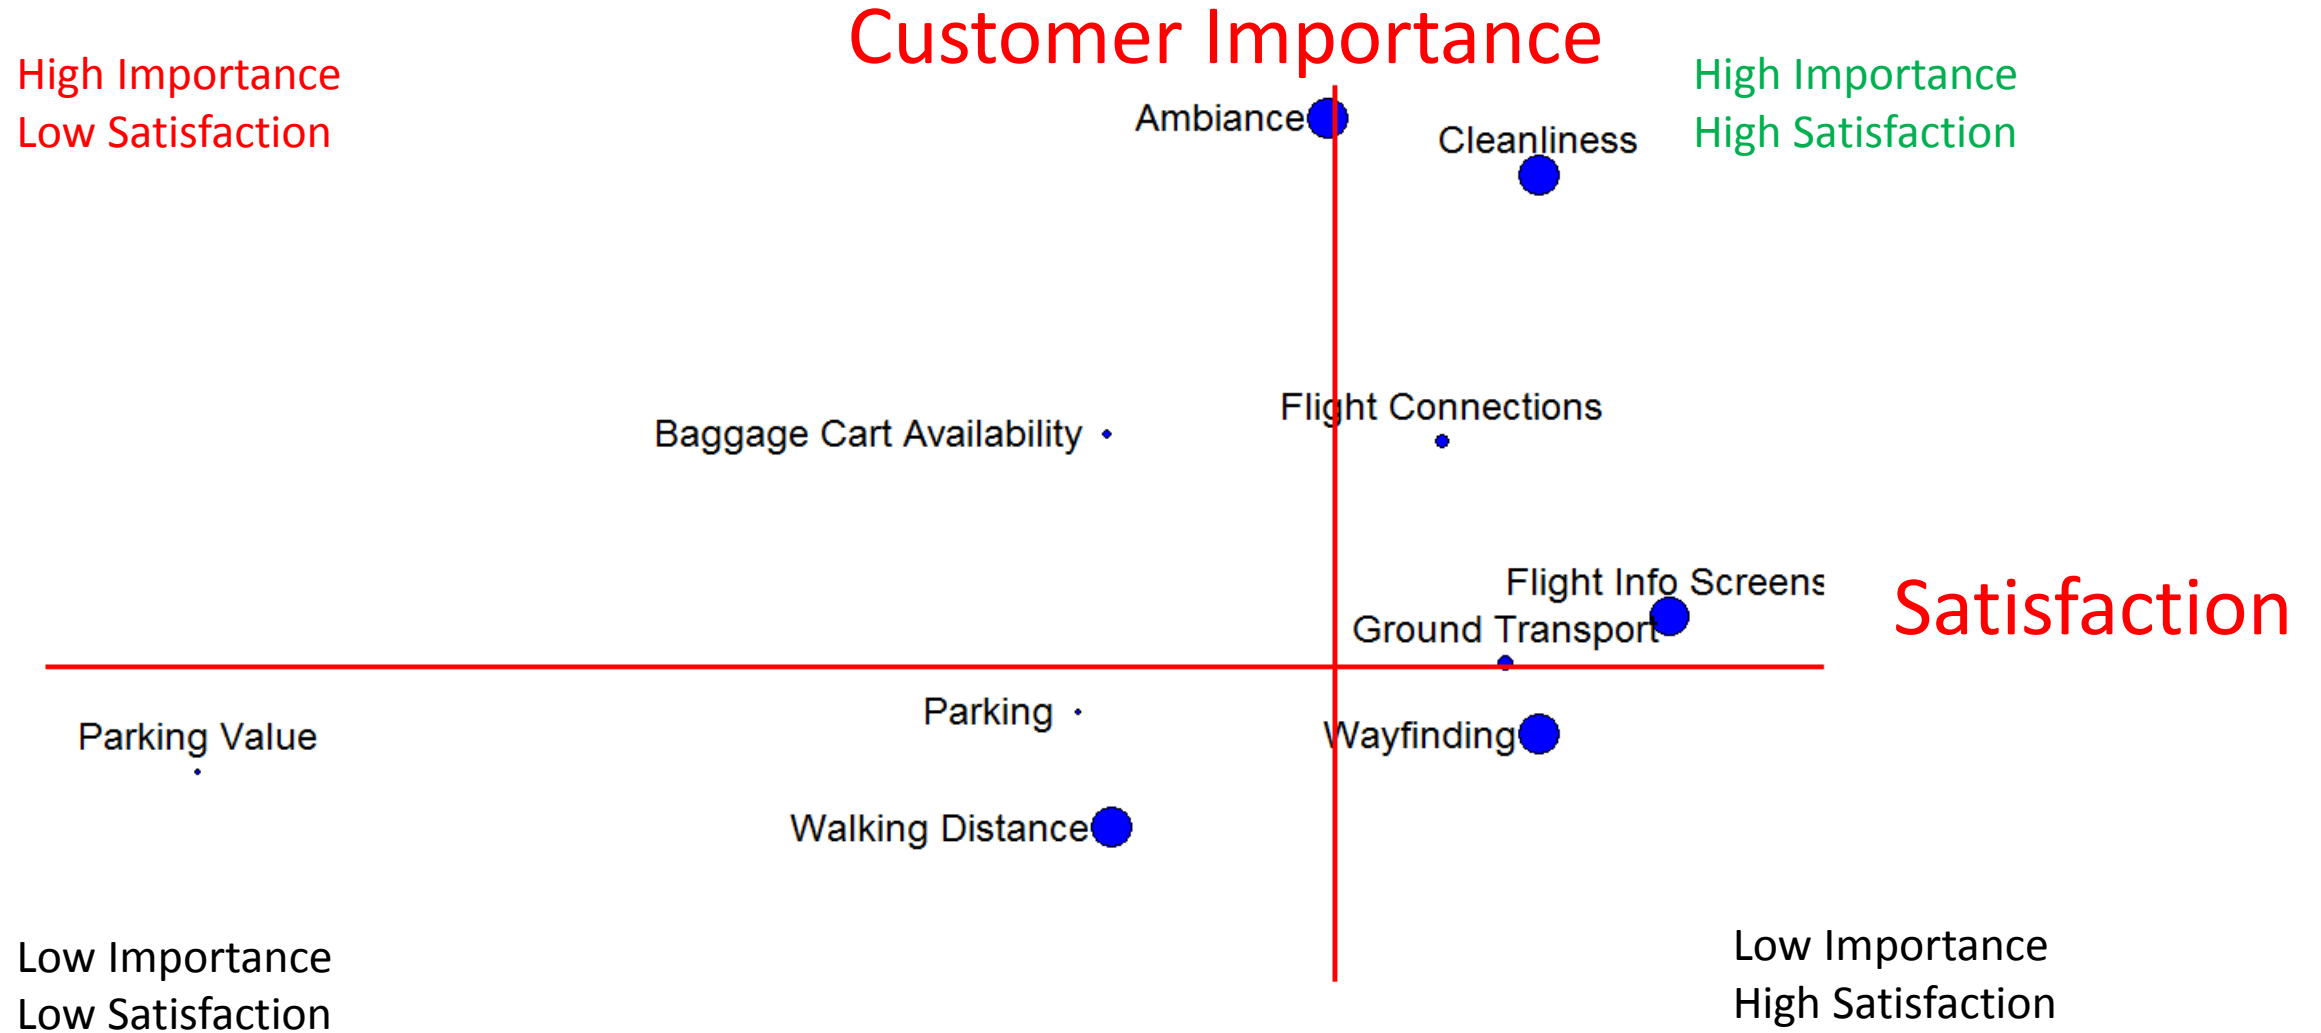 Customer Importance
High Importance
Low Satisfaction
High Importance
High Satisfaction
Ambiance
Cleanliness
Flight Connections
Baggage Cart Availability
Flight Info Screens
Satisfaction
Ground Transport
Parking
Parking Value
Wayfinding
Walking Distance
Low Importance
Low Satisfaction
Low Importance
High Satisfaction